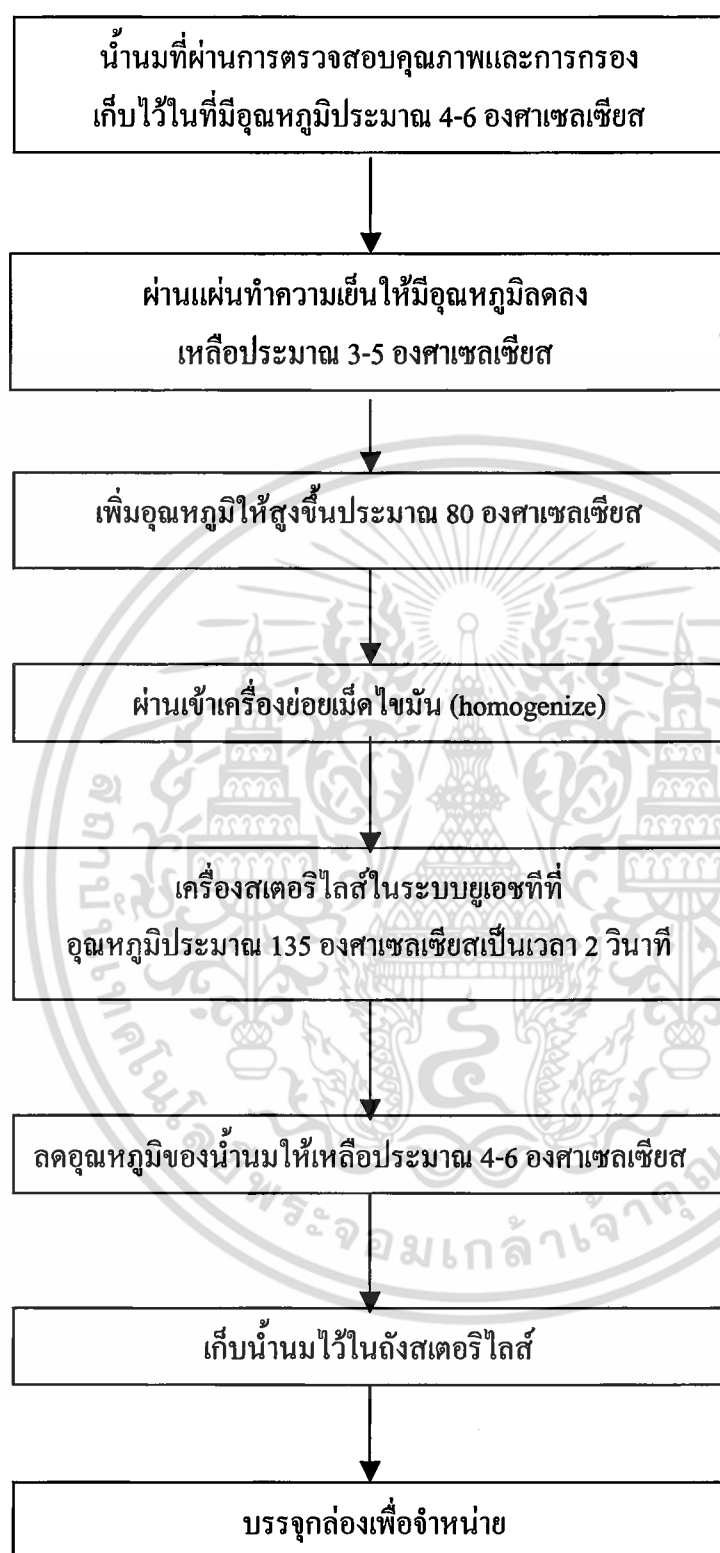 น้ำนมที่ผ่านการตรวจสอบคุณภาพและการกรอง
เก็บไว้ในที่มีอุณหภูมิประมาณ 4-6 องศาเซลเซียส
ผ่านแผ่นทำความเย็นให้มีอุณหภูมิลดลง
เหลือประมาณ 3-5 องศาเซลเซียส
เพิ่มอุณหภูมิให้สูงขึ้นประมาณ 80 องศาเซลเซียส
ผ่านเข้าเครื่องย่อยเม็ดไขมัน (homogenize)
เครื่องสเตอริไลส์ในระบบยูเอชทีที่
อุณหภูมิประมาณ 135 องศาเซลเซียสเป็นเวลา 2 วินาที
ลดอุณหภูมิของน้ำนมให้เหลือประมาณ 4-6 องศาเซลเซียส
เก็บน้ำนมไว้ในถังสเตอริไลส์
บรรจุกล่องเพื่อจำหน่าย